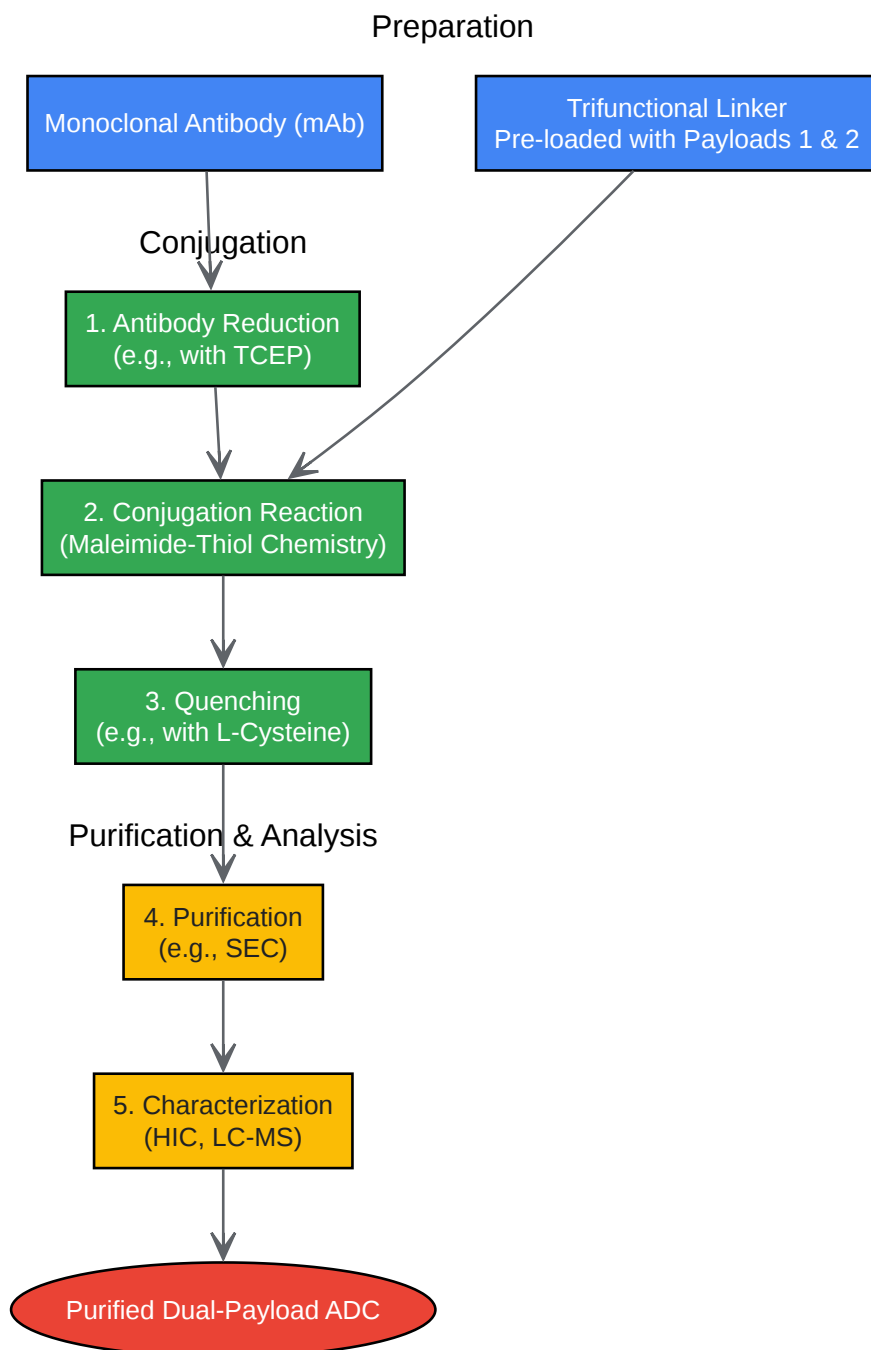 Preparation
Monoclonal Antibody (mAb)
Trifunctional Linker
Pre-loaded with Payloads 1 & 2
Conjugation
1. Antibody Reduction
(e.g., with TCEP)
2. Conjugation Reaction
(Maleimide-Thiol Chemistry)
3. Quenching
(e.g., with L-Cysteine)
Purification & Analysis
4. Purification
(e.g., SEC)
5. Characterization
(HIC, LC-MS)
Purified Dual-Payload ADC